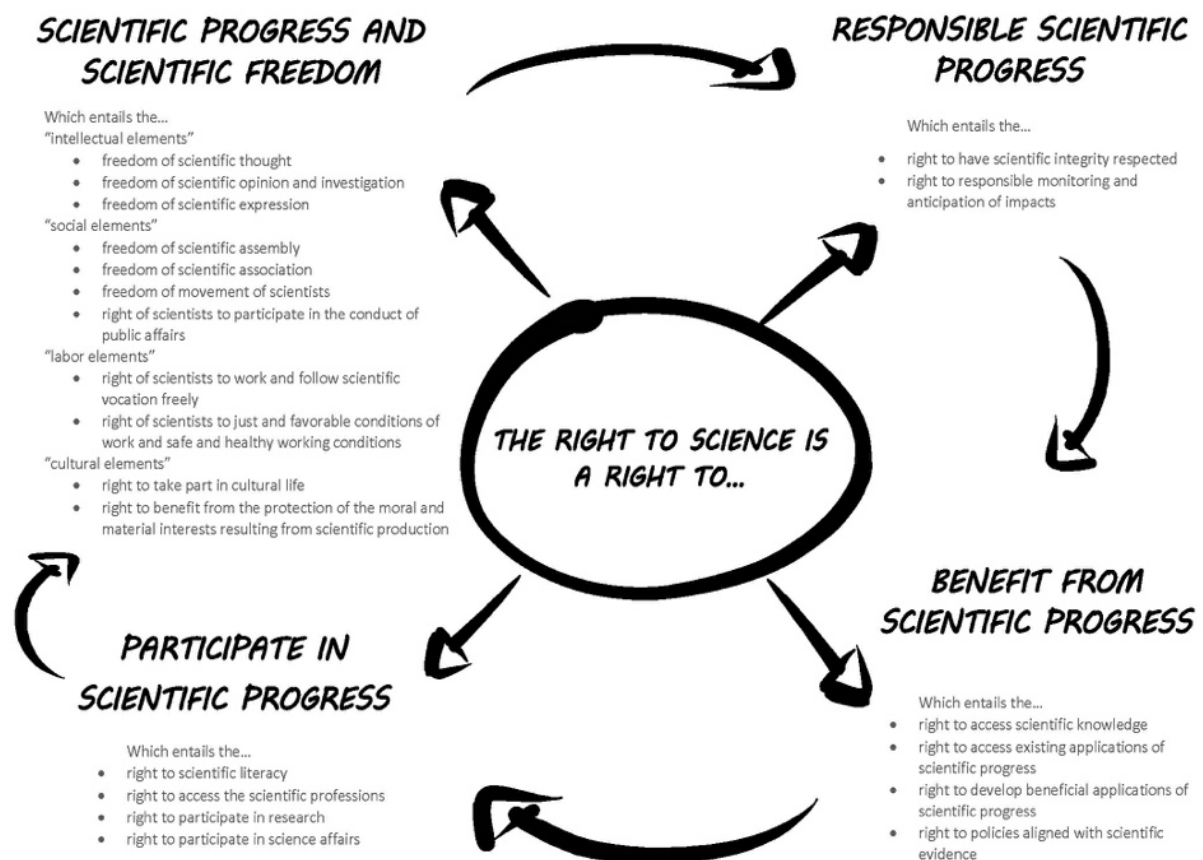 SCIENTIFIC PROGRESS AND
SCIENTIFIC FREEDOM
Which entails the...
“intellectual elements”
• freedom of scientific thought
• freedom of scientific opinion and investigation
• freedom of scientific expression
“social elements”
• freedom of scientific assembly
• freedom of scientific association
• freedom of movement of scientists
• right of scientists to participate in the conduct of
public affairs
“labor elements”
• right of scientists to work and follow scientific
vocation freely
• right of scientists to just and favorable conditions of
work and safe and healthy working conditions
“cultural elements”
• right to take part in cultural life
• right to benefit from the protection of the moral and
material interests resulting from scientific production
RESPONSIBLE SCIENTIFIC
PROGRESS
Which entails the...
• right to have scientific integrity respected
• right to responsible monitoring and
anticipation of impacts
THE RIGHT TO SCIENCE IS
A RIGHT TO...
BENEFIT FROM
SCIENTIFIC PROGRESS
Which entails the...
• right to access scientific knowledge
• right to access existing applications of
scientific progress
• right to develop beneficial applications of
scientific progress
• right to policies aligned with scientific
evidence
PARTICIPATE IN
SCIENTIFIC PROGRESS
Which entails the...
• right to scientific literacy
• right to access the scientific professions
• right to participate in research
• right to participate in science affairs